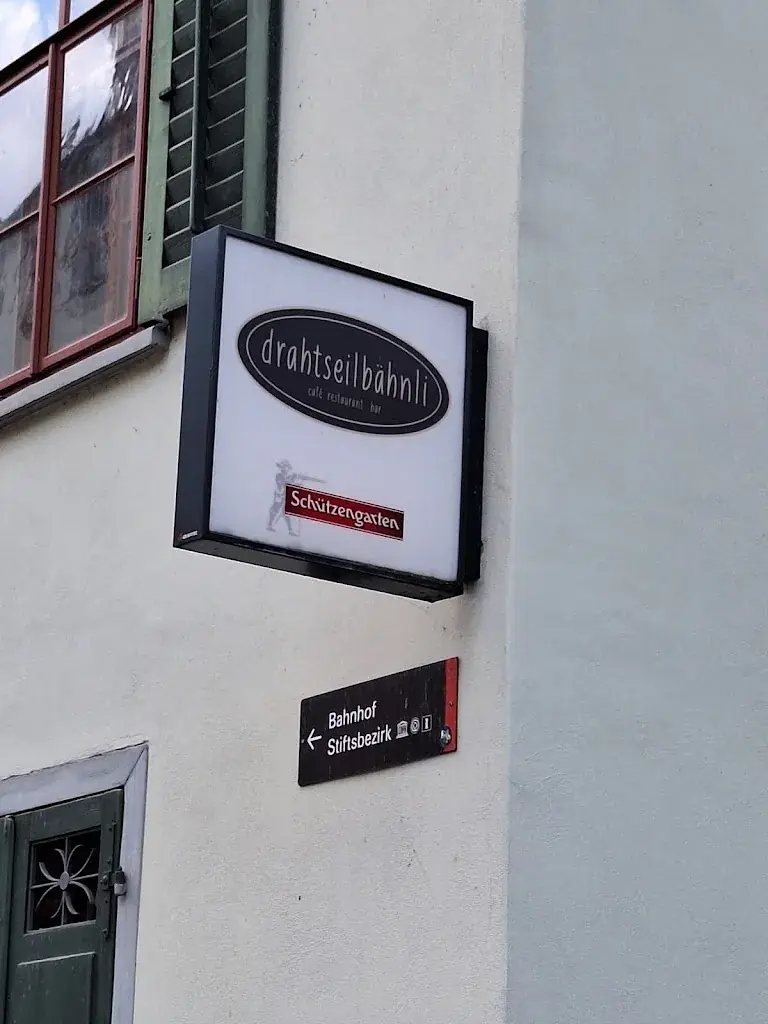 drahtseilbähnli
café restaurant bar
Schützengarten
Bahnhof
Stiftsbezirk